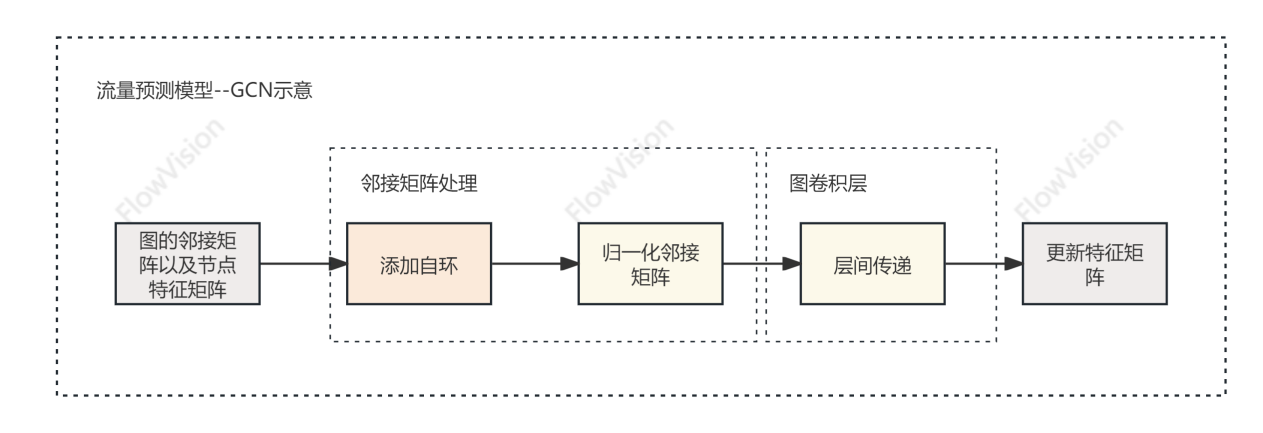 流量预测模型--GCN示意
FlowVision
FlowVision
FlowVision
邻接矩阵处理
图卷积层
图的邻接矩
阵以及节点
特征矩阵
添加自环
归一化邻接
矩阵
层间传递
更新特征矩
阵